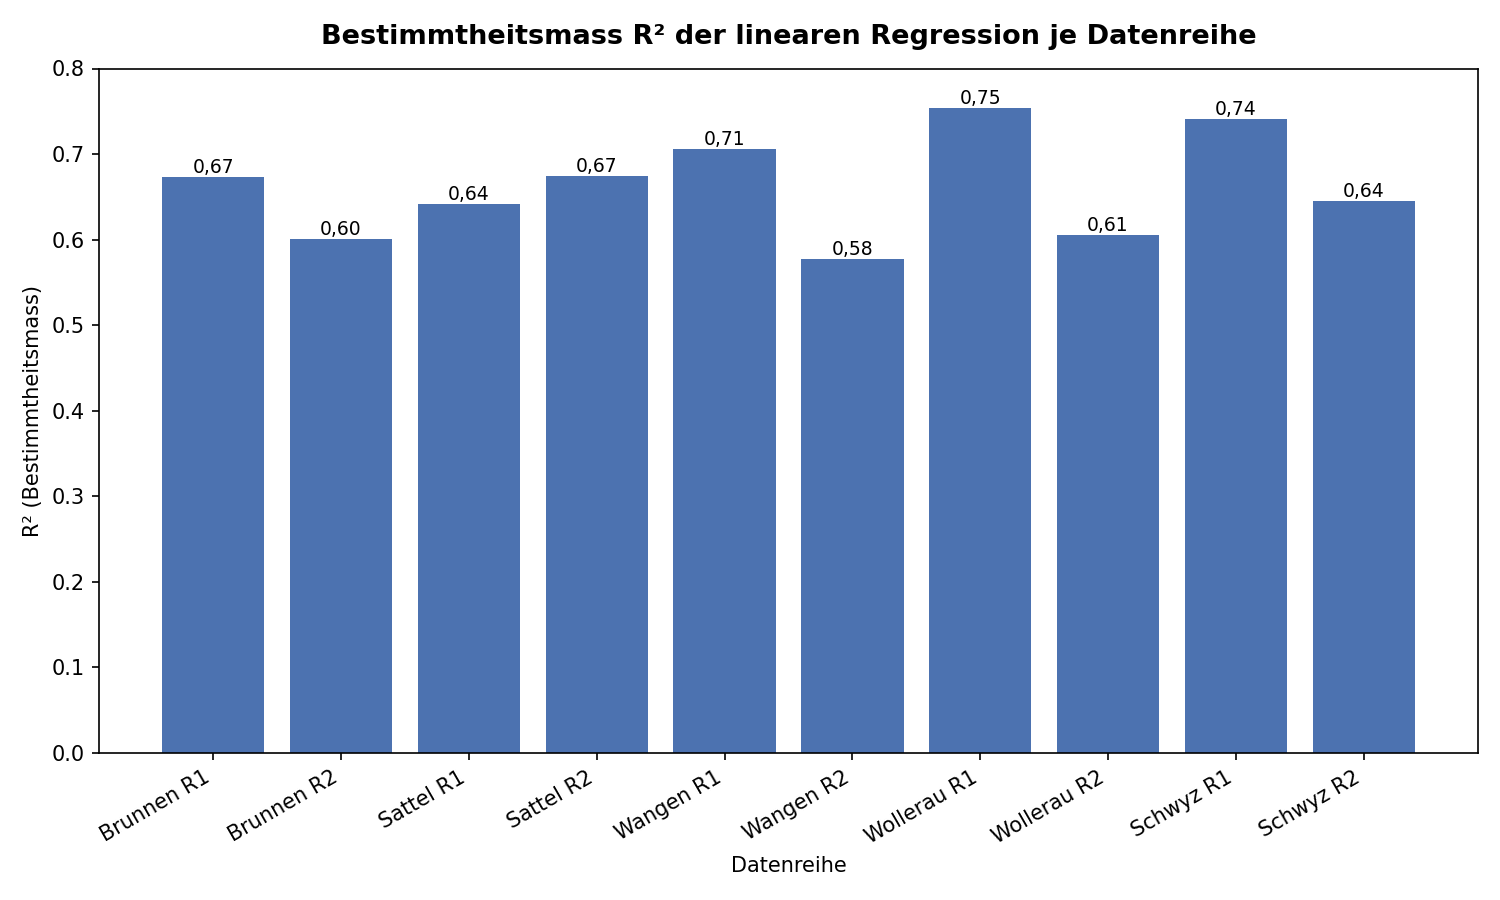 Bestimmtheitsmass R² der linearen Regression je Datenreihe
R² (Bestimmtheitsmass)
0.8
0.7
0.6
0.5
0.4
0.3
0.2
0.1
0.0
0,67
0,60
0,64
0,67
0,71
0,58
0,75
0,61
0,74
0,64
Brunnen R1
Brunnen R2
Sattel R1
Sattel R2
Wangen R1
Wangen R2
Wollerau R1
Wollerau R2
Schwyz R1
Schwyz R2
Datenreihe